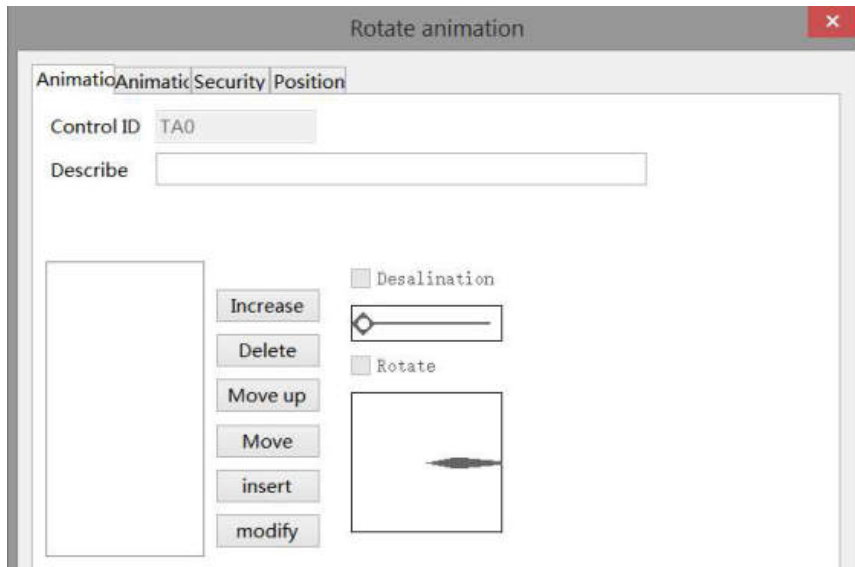 Rotate animation
Animatio Animatic Security Position
Control ID TA0
Describe
Desalination
Increase
Delete
Rotate
Move up
Move
insert
modify